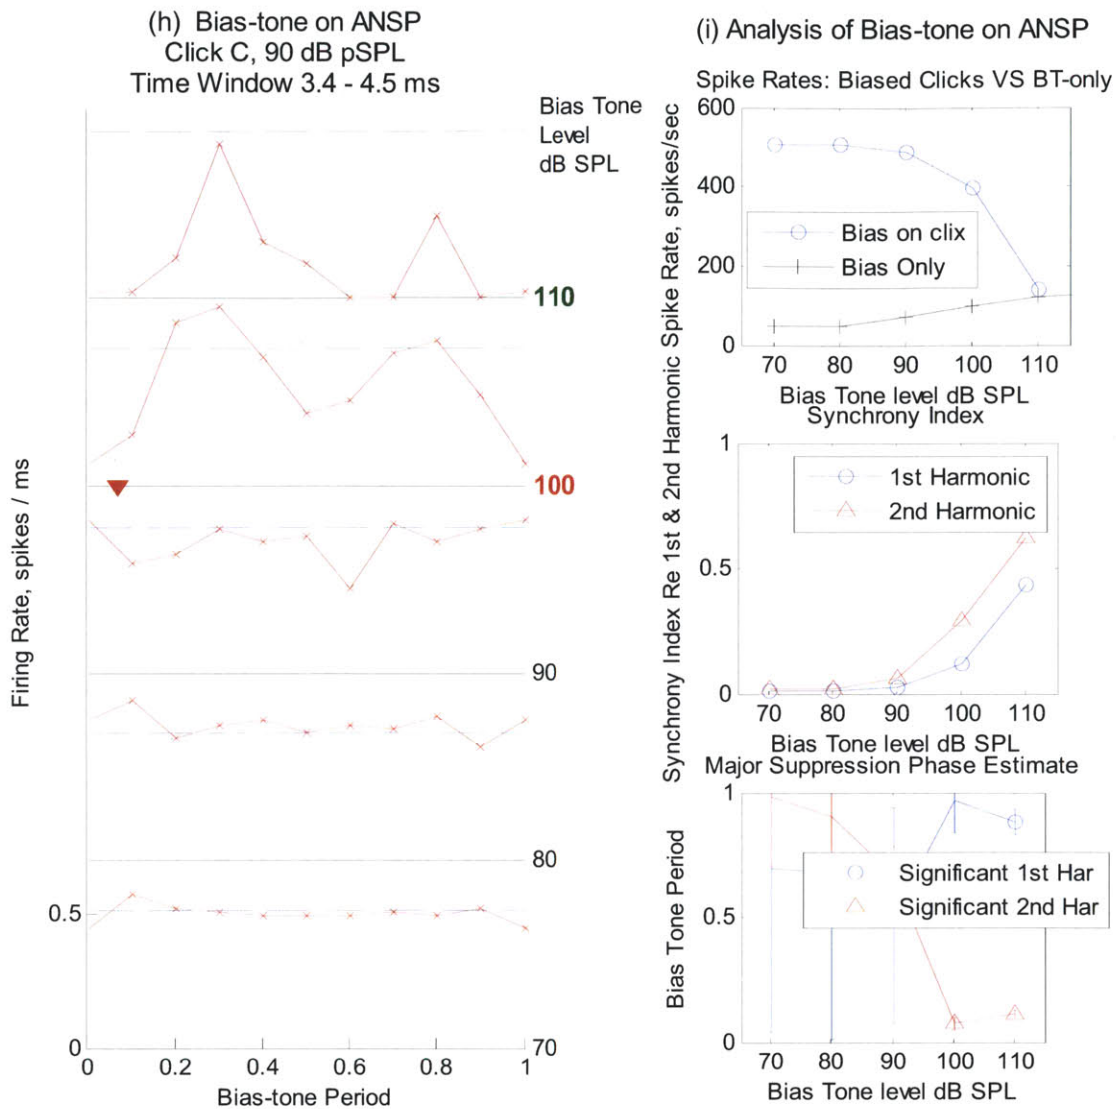 (h) Bias-tone on ANSP
Click C, 90 dB pSPL
Time Window 3.4 - 4.5 ms
Bias Tone
Level
dB SPL
110
100
90
80
70
0.5
0
0
0.2
0.4
0.6
0.8
1
Firing Rate, spikes / ms
Bias-tone Period
(i) Analysis of Bias-tone on ANSP
Spike Rates: Biased Clicks VS BT-only
600
400
200
0
Bias on clix
Bias Only
70
80
90
100
110
Bias Tone level dB SPL
Synchrony Index Re 1st & 2nd Harmonic Spike Rate, spikes/sec
Synchrony Index
1
0.5
0
1st Harmonic
2nd Harmonic
70
80
90
100
110
Bias Tone level dB SPL
Major Suppression Phase Estimate
1
0.5
0
Significant 1st Har
Significant 2nd Har
Bias Tone Period
70
80
90
100
110
Bias Tone level dB SPL